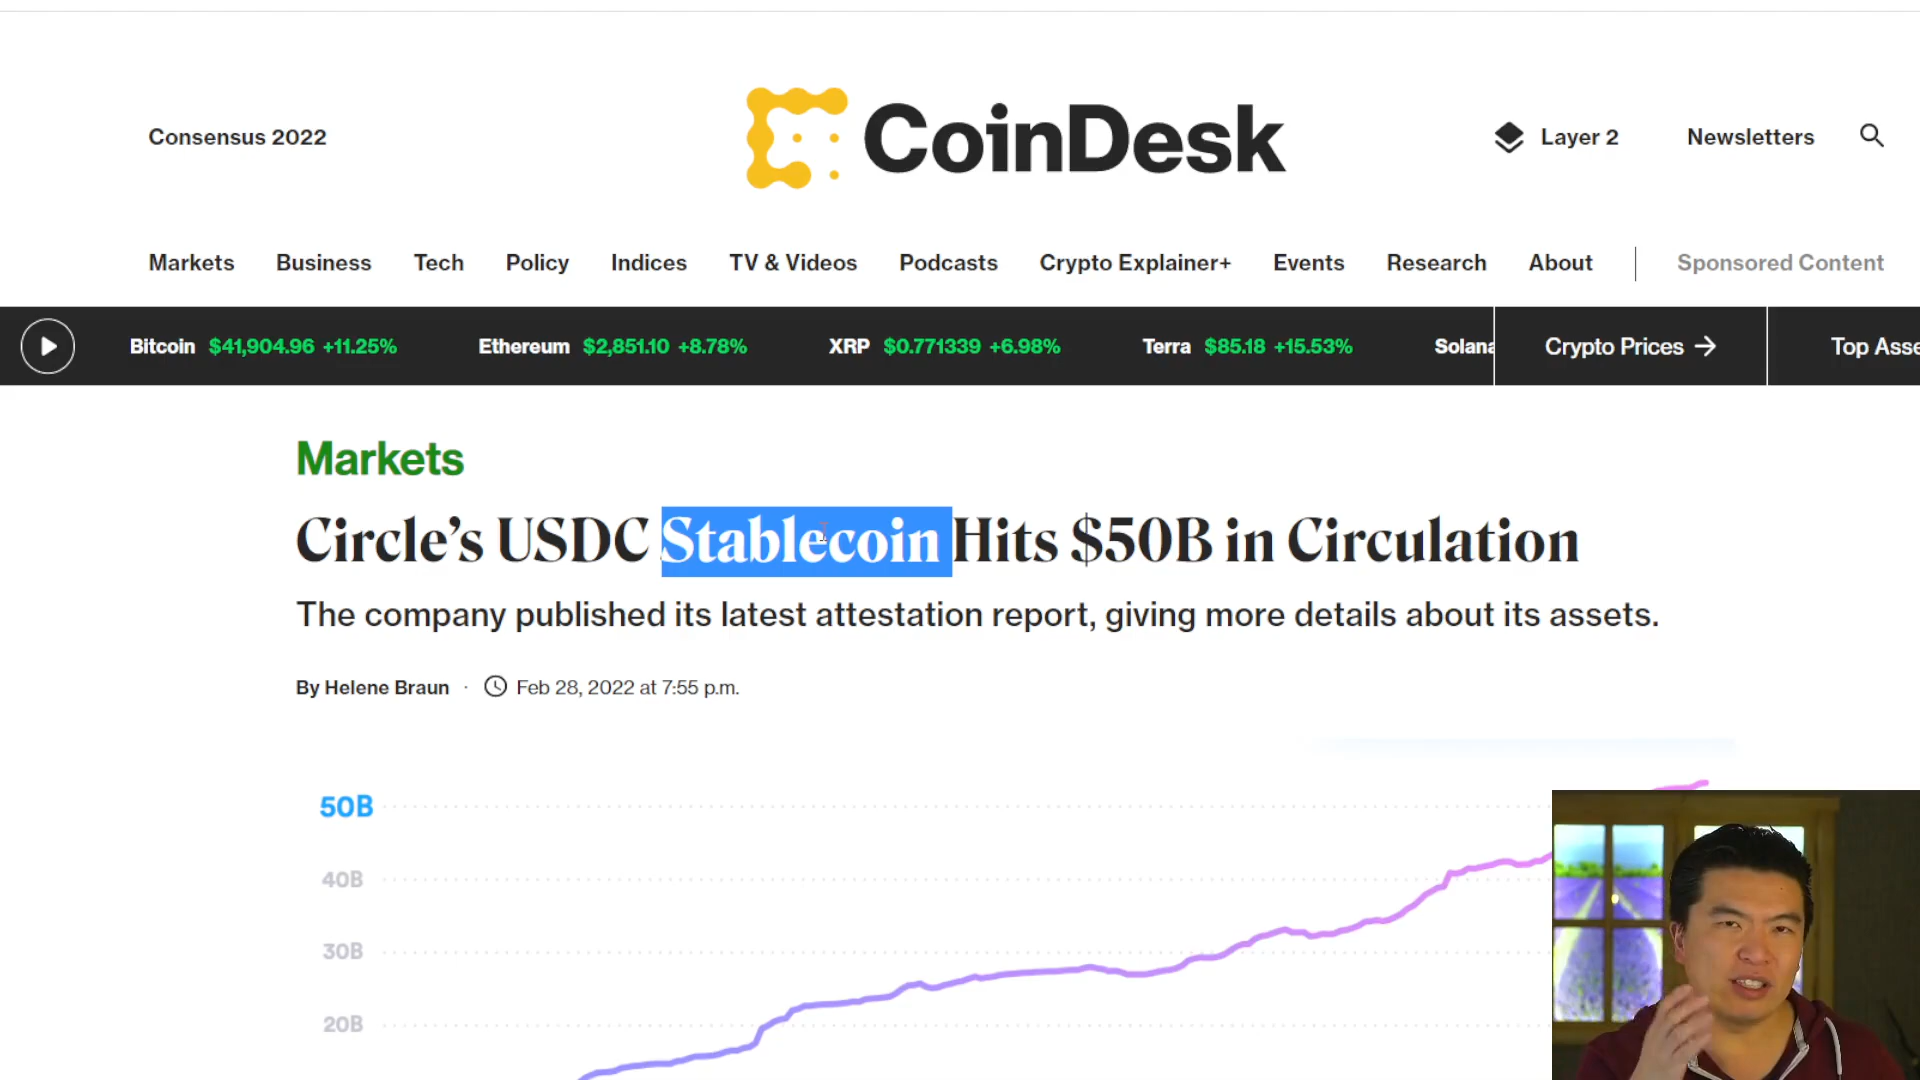 Consensus 2022
CoinDesk
Layer 2
Newsletters
Markets Business Tech Policy Indices TV & Videos Podcasts Crypto Explainer+ Events Research About Sponsored Content
Bitcoin $41,904.96 +11.25% Ethereum $2,851.10 +8.78% XRP $0.771339 +6.98% Terra $85.18 +15.53% Solana Crypto Prices → Top Asse
Markets
Circle's USDC Stablecoin Hits $50B in Circulation
The company published its latest attestation report, giving more details about its assets.
By Helene Braun · Feb 28, 2022 at 7:55 p.m.
50B
40B
30B
20B